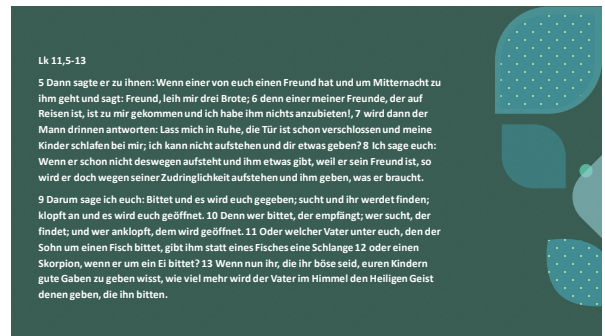 Lk 11,5-13
5 Dann sagte er zu ihnen: Wenn einer von euch einen Freund hat und um Mitternacht zu
ihm geht und sagt: Freund, leih mir drei Brote; 6 denn einer meiner Freunde, der auf
Reisen ist, ist zu mir gekommen und ich habe ihm nichts anzubieten!, 7 wird dann der
Mann drinnen antworten: Lass mich in Ruhe, die Tür ist schon verschlossen und meine
Kinder schlafen bei mir; ich kann nicht aufstehen und dir etwas geben? 8 Ich sage euch:
Wenn er schon nicht deswegen aufsteht und ihm etwas gibt, weil er sein Freund ist, so
wird er doch wegen seiner Zudringlichkeit aufstehen und ihm geben, was er braucht.
9 Darum sage ich euch: Bittet und es wird euch gegeben; sucht und ihr werdet finden;
klopft an und es wird euch geöffnet. 10 Denn wer bittet, der empfängt; wer sucht, der
findet; und wer anklopft, dem wird geöffnet. 11 Oder welcher Vater unter euch, den der
Sohn um einen Fisch bittet, gibt ihm statt eines Fisches eine Schlange 12 oder einen
Skorpion, wenn er um ein Ei bittet? 13 Wenn nun ihr, die ihr böse seid, euren Kindern
gute Gaben zu geben wisst, wie viel mehr wird der Vater im Himmel den Heiligen Geist
denen geben, die ihn bitten.